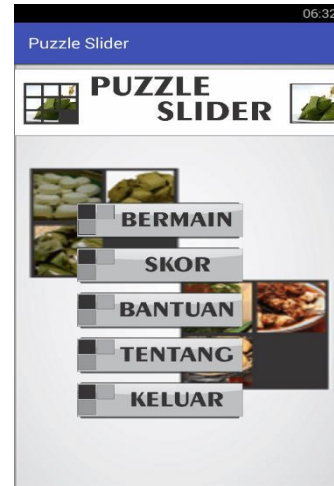 06:32
Puzzle Slider
PUZZLE
SLIDER
BERMAIN
SKOR
BANTUAN
TENTANG
KELUAR